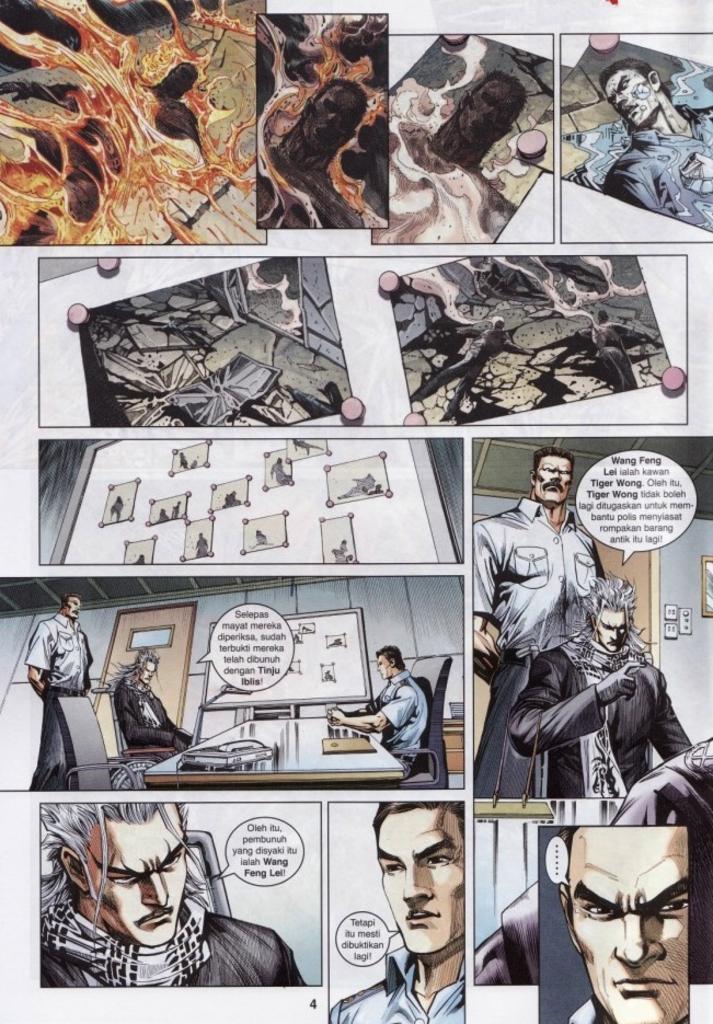 Wang Feng
Lei ialah kawan
Tiger Wong. Oleh itu,
Tiger Wong tidak boleh
lagi ditugaskan untuk mem-
bantu polis menyiasat
rompakan barang
antik itu lagi!
Selepas
mayat mereka
diperiksa, sudah
terbukti mereka
telah dibunuh
dengan Tinju
Iblis!
Oleh itu,
pembunuh
yang disyaki itu
ialah Wang
Feng Lei!
Tetapi
itu mesti
dibuktikan
lagi!
......
4